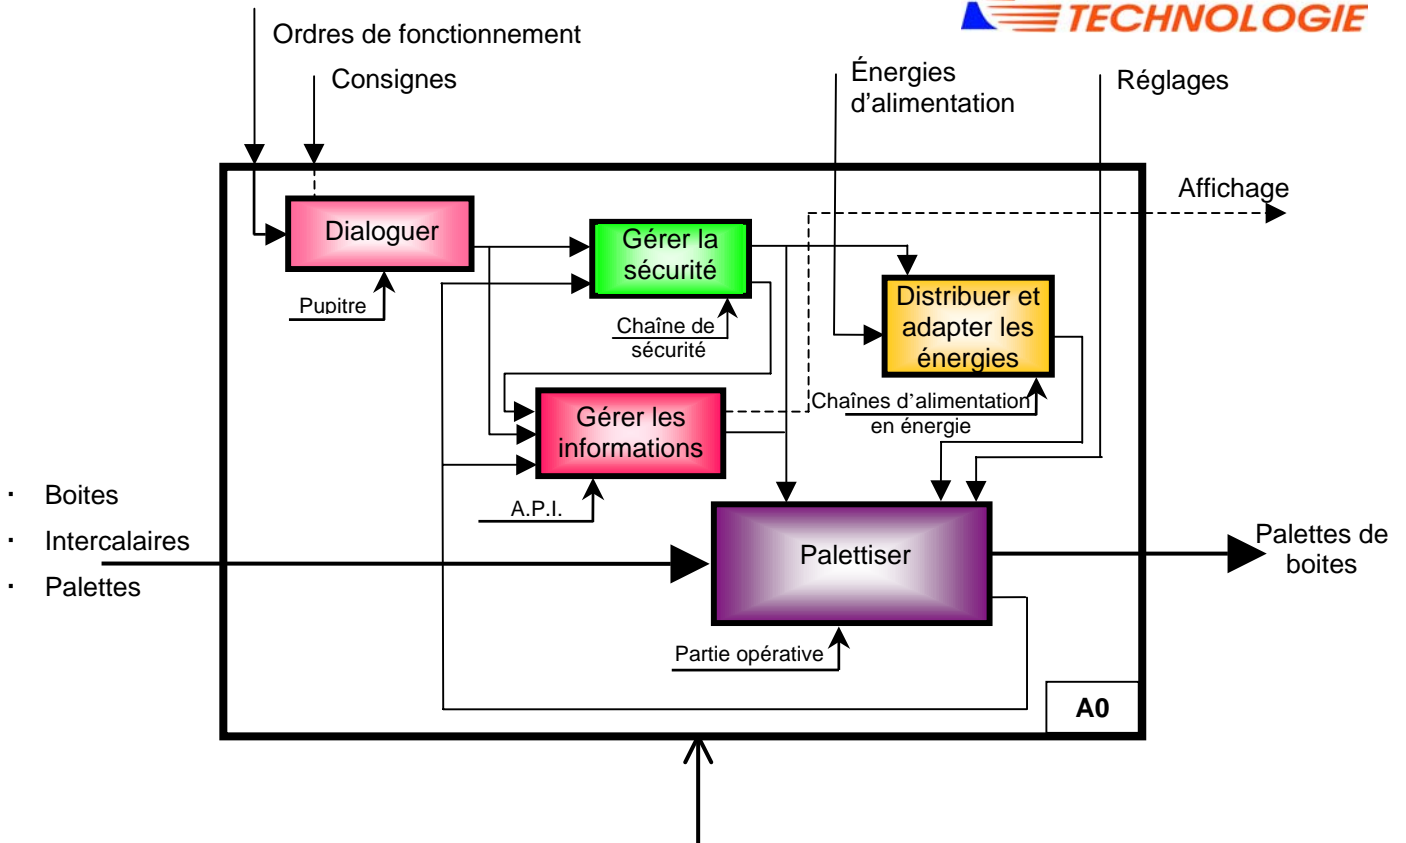 TECHNOLOGIE
Ordres de fonctionnement
Consignes
Énergies
d'alimentation
Réglages
Affichage
Dialoguer
Pupitre
Gérer la
sécurité
Chaîne de
sécurité
Distribuer et
adapter les
énergies
Chaînes d'alimentation
en énergie
Gérer les
informations
A.P.I.
· Boites
· Intercalaires
· Palettes
Palettiser
Partie opérative
Palettes de
boites
A0